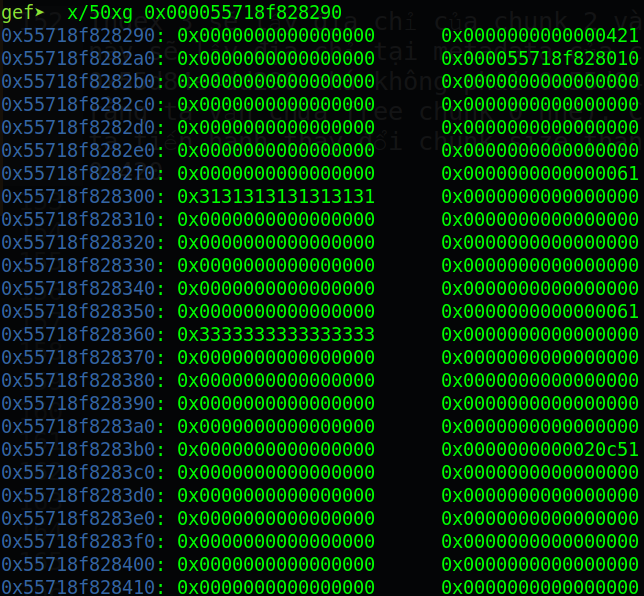 gef➤  x/50xg 0x000055718f828290
0x55718f828290: 0x0000000000000000 0x0000000000000421
0x55718f8282a0: 0x0000000000000000 0x000055718f828010
0x55718f8282b0: 0x0000000000000000 0x0000000000000000
0x55718f8282c0: 0x0000000000000000 0x0000000000000000
0x55718f8282d0: 0x0000000000000000 0x0000000000000000
0x55718f8282e0: 0x0000000000000000 0x0000000000000000
0x55718f8282f0: 0x0000000000000000 0x0000000000000061
0x55718f828300: 0x3131313131313131 0x0000000000000000
0x55718f828310: 0x0000000000000000 0x0000000000000000
0x55718f828320: 0x0000000000000000 0x0000000000000000
0x55718f828330: 0x0000000000000000 0x0000000000000000
0x55718f828340: 0x0000000000000000 0x0000000000000000
0x55718f828350: 0x0000000000000000 0x0000000000000061
0x55718f828360: 0x3333333333333333 0x0000000000000000
0x55718f828370: 0x0000000000000000 0x0000000000000000
0x55718f828380: 0x0000000000000000 0x0000000000000000
0x55718f828390: 0x0000000000000000 0x0000000000000000
0x55718f8283a0: 0x0000000000000000 0x0000000000000000
0x55718f8283b0: 0x0000000000000000 0x0000000000020c51
0x55718f8283c0: 0x0000000000000000 0x0000000000000000
0x55718f8283d0: 0x0000000000000000 0x0000000000000000
0x55718f8283e0: 0x0000000000000000 0x0000000000000000
0x55718f8283f0: 0x0000000000000000 0x0000000000000000
0x55718f828400: 0x0000000000000000 0x0000000000000000
0x55718f828410: 0x0000000000000000 0x0000000000000000